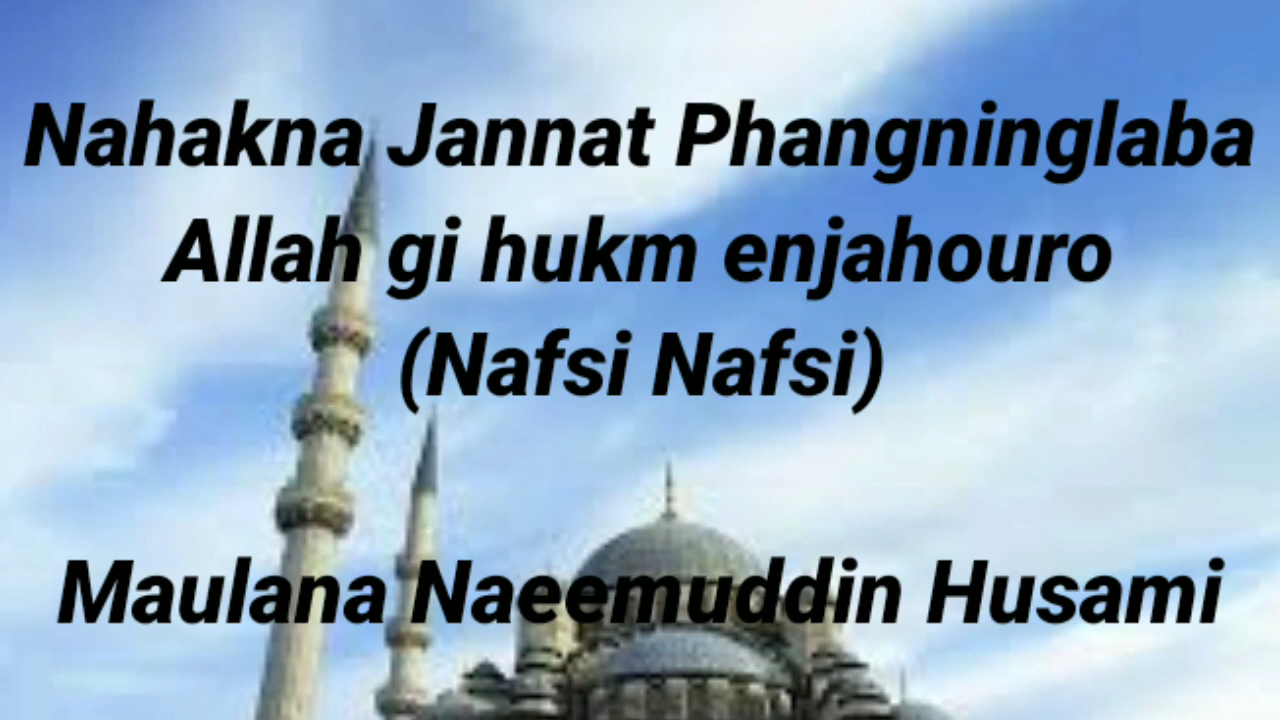 Nahakna Jannat Phangninglaba
Allah gi hukm enjahouro
(Nafsi Nafsi)
Maulana Naeemuddin Husami